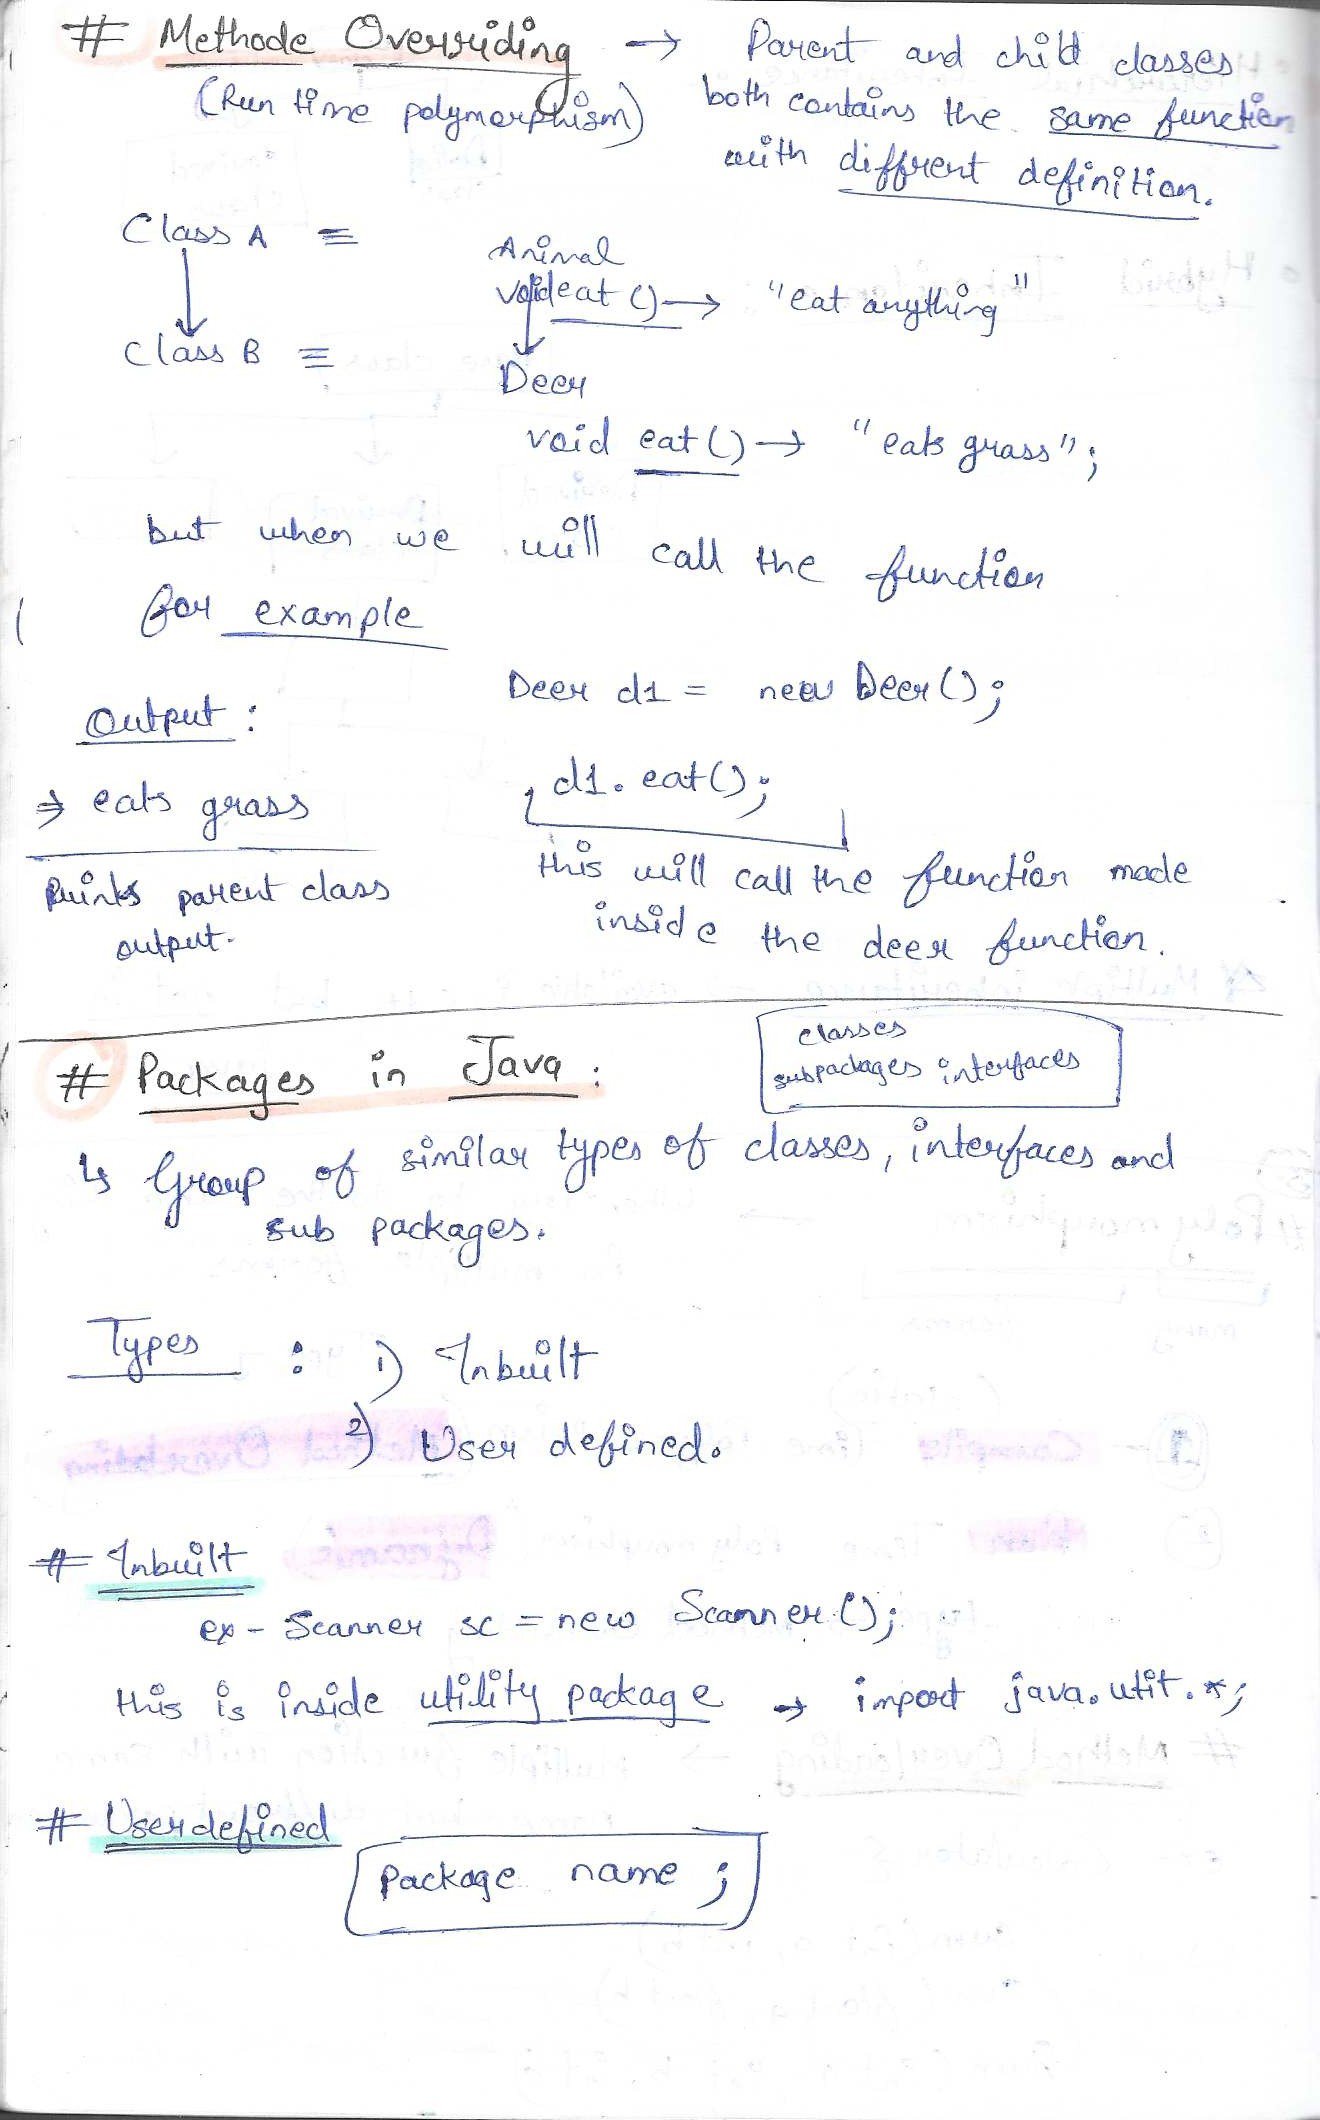 # Methode Overriding → Parent and child classes
(Run time polymorphism) both contains the same function
with diffrent definition.
Class A ≡ Animal
void eat () → "eat anything"
Class B ≡ Deer
void eat () → "eats grass";
but when we will call the function
for example
Deer d1 = new Deer();
Output :
d1. eat();
⇒ eats grass
this will call the function made
Prints parent class
inside the deer function.
output.
# Packages in Java :
classes
subpackages interfaces
↳ Group of similar types of classes, interfaces and
sub packages.
Types : 1) Inbuilt
2) User defined.
# Inbuilt
ex - Scanner sc = new Scanner ();
this is inside utility package → import java.utit.*;
# Userdefined
Package name ;